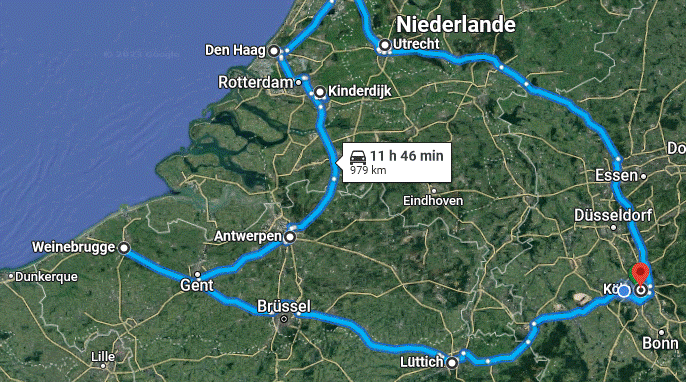 Niederlande
Den Haag
Utrecht
Rotterdam
Kinderdijk
11 h 46 min
979 km
Essen
Eindhoven
Düsseldorf
Antwerpen
Weinebrugge
Dunkerque
Gent
Brüssel
Bonn
Lille
Lüttich